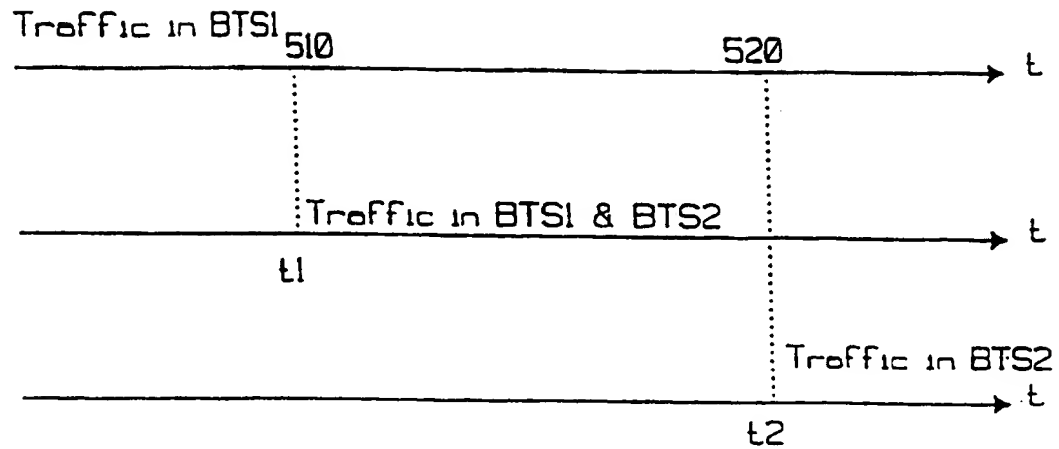 Traffic in BTS1
510
520
t
Traffic in BTS1 & BTS2
t
t1
Traffic in BTS2
t
t2